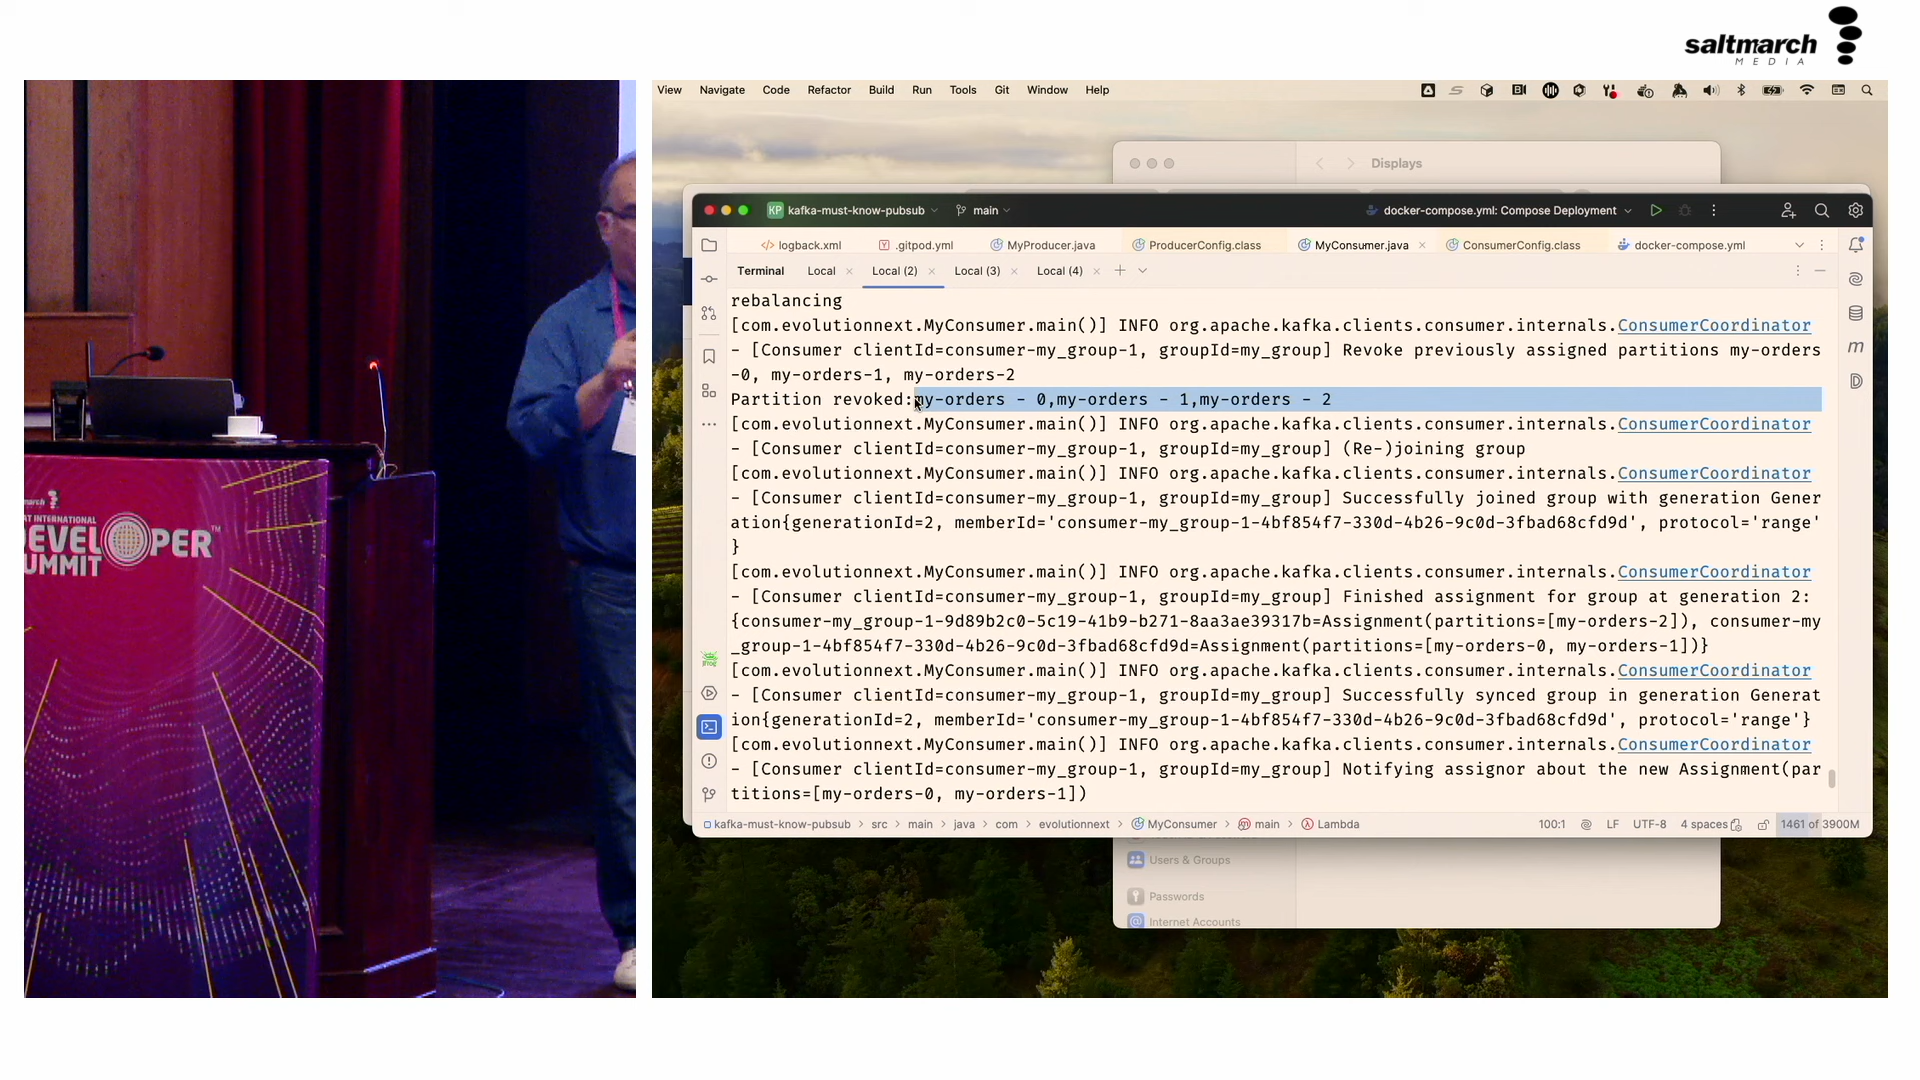 saltmarch
MEDIA
View Navigate Code Refactor Build Run Tools Git Window Help
Displays
KP kafka-must-know-pubsub main docker-compose.yml: Compose Deployment
logback.xml .gitpod.yml MyProducer.java ProducerConfig.class MyConsumer.java ConsumerConfig.class docker-compose.yml
Terminal Local Local (2) Local (3) Local (4)
rebalancing
[com.evolutionnext.MyConsumer.main()] INFO org.apache.kafka.clients.consumer.internals.ConsumerCoordinator
- [Consumer clientId=consumer-my_group-1, groupId=my_group] Revoke previously assigned partitions my-orders
-0, my-orders-1, my-orders-2
Partition revoked:my-orders - 0,my-orders - 1,my-orders - 2
[com.evolutionnext.MyConsumer.main()] INFO org.apache.kafka.clients.consumer.internals.ConsumerCoordinator
- [Consumer clientId=consumer-my_group-1, groupId=my_group] (Re-)joining group
[com.evolutionnext.MyConsumer.main()] INFO org.apache.kafka.clients.consumer.internals.ConsumerCoordinator
- [Consumer clientId=consumer-my_group-1, groupId=my_group] Successfully joined group with generation Gener
ation{generationId=2, memberId='consumer-my_group-1-4bf854f7-330d-4b26-9c0d-3fbad68cfd9d', protocol='range'
}
[com.evolutionnext.MyConsumer.main()] INFO org.apache.kafka.clients.consumer.internals.ConsumerCoordinator
- [Consumer clientId=consumer-my_group-1, groupId=my_group] Finished assignment for group at generation 2:
{consumer-my_group-1-9d89b2c0-5c19-41b9-b271-8aa3ae39317b=Assignment(partitions=[my-orders-2]), consumer-my
_group-1-4bf854f7-330d-4b26-9c0d-3fbad68cfd9d=Assignment(partitions=[my-orders-0, my-orders-1])}
[com.evolutionnext.MyConsumer.main()] INFO org.apache.kafka.clients.consumer.internals.ConsumerCoordinator
- [Consumer clientId=consumer-my_group-1, groupId=my_group] Successfully synced group in generation Generat
ion{generationId=2, memberId='consumer-my_group-1-4bf854f7-330d-4b26-9c0d-3fbad68cfd9d', protocol='range'}
[com.evolutionnext.MyConsumer.main()] INFO org.apache.kafka.clients.consumer.internals.ConsumerCoordinator
- [Consumer clientId=consumer-my_group-1, groupId=my_group] Notifying assignor about the new Assignment(par
titions=[my-orders-0, my-orders-1])
kafka-must-know-pubsub > src > main > java > com > evolutionnext > MyConsumer > main > Lambda 100:1 LF UTF-8 4 spaces 1461 of 3900M
Users & Groups
Passwords
Internet Accounts
march
AT INTERNATIONAL
DEVELOPER™
SUMMIT